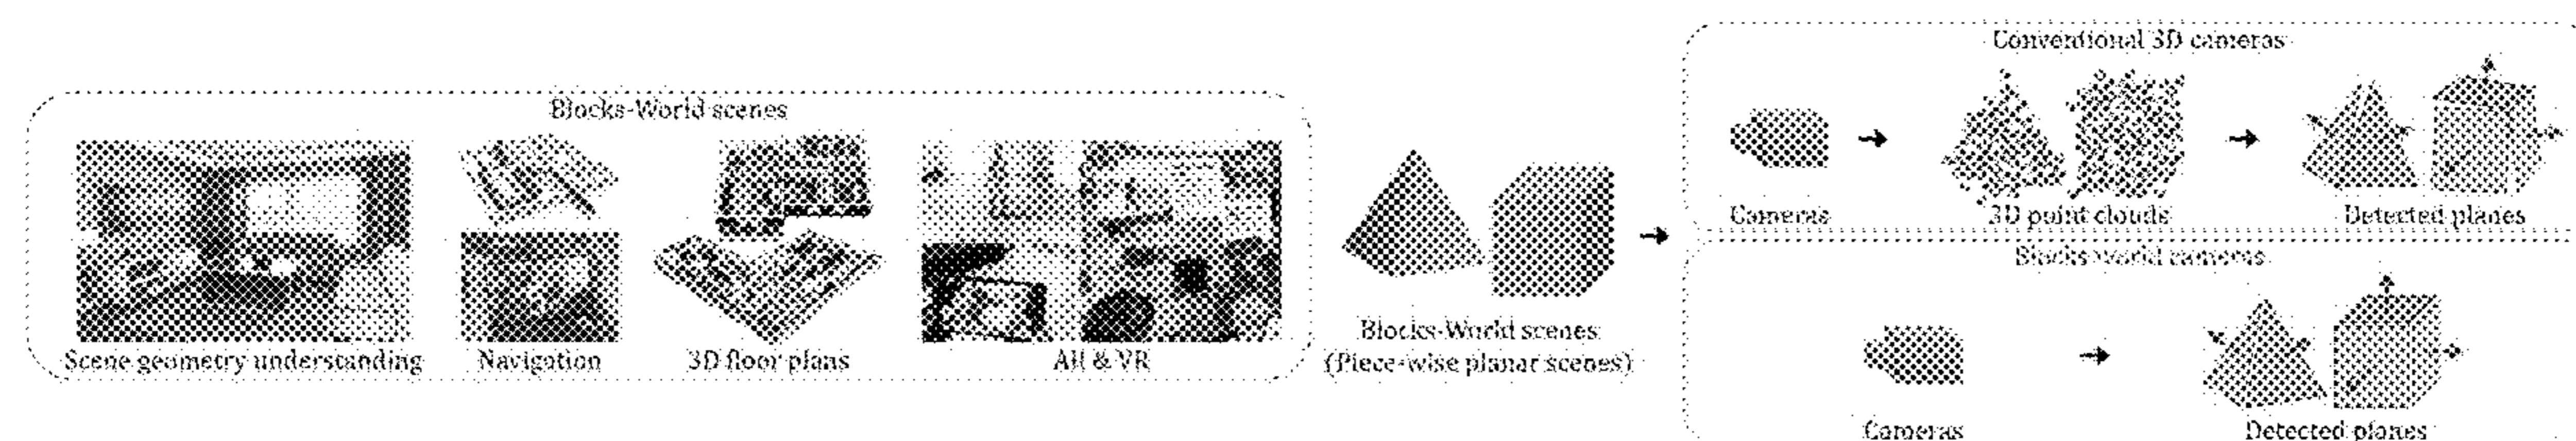 Blocks-World scenes
Scene geometry understanding
Navigation
3D floor plans
AR & VR
Blocks-World scenes
(Piece-wise planar scenes)
Conventional 3D cameras
Cameras
3D point clouds
Detected planes
Blocks world cameras
Cameras
Detected planes